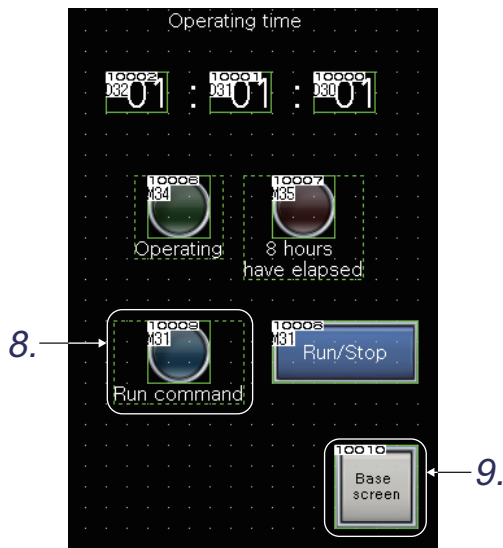 Operating time
10002 10001 10000
D32 01 : D31 01 : D30 01
10006 10007
M34 M35
Operating 8 hours
have elapsed
8. 10009 10008
M31 M31 Run/Stop
Run command
10010
9.
Base
screen